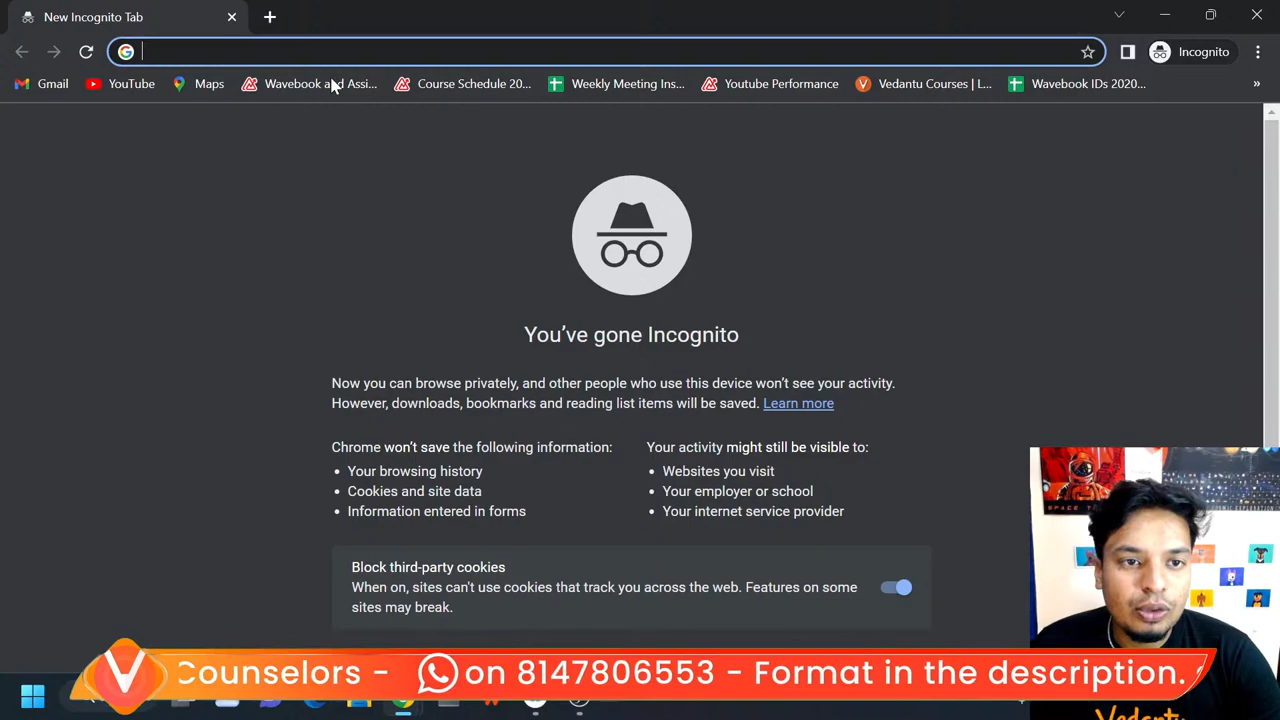 New Incognito Tab
Incognito
Gmail
YouTube
Maps
Wavebook and Assi...
Course Schedule 20...
Weekly Meeting Ins...
Youtube Performance
Vedantu Courses | L...
Wavebook IDs 2020...
»
You've gone Incognito
Now you can browse privately, and other people who use this device won't see your activity.
However, downloads, bookmarks and reading list items will be saved. Learn more
Chrome won't save the following information:
• Your browsing history
• Cookies and site data
• Information entered in forms
Your activity might still be visible to:
• Websites you visit
• Your employer or school
• Your internet service provider
Block third-party cookies
When on, sites can't use cookies that track you across the web. Features on some
sites may break.
SPACE
Counselors - on 8147806553 - Format in the description.
Vedantu